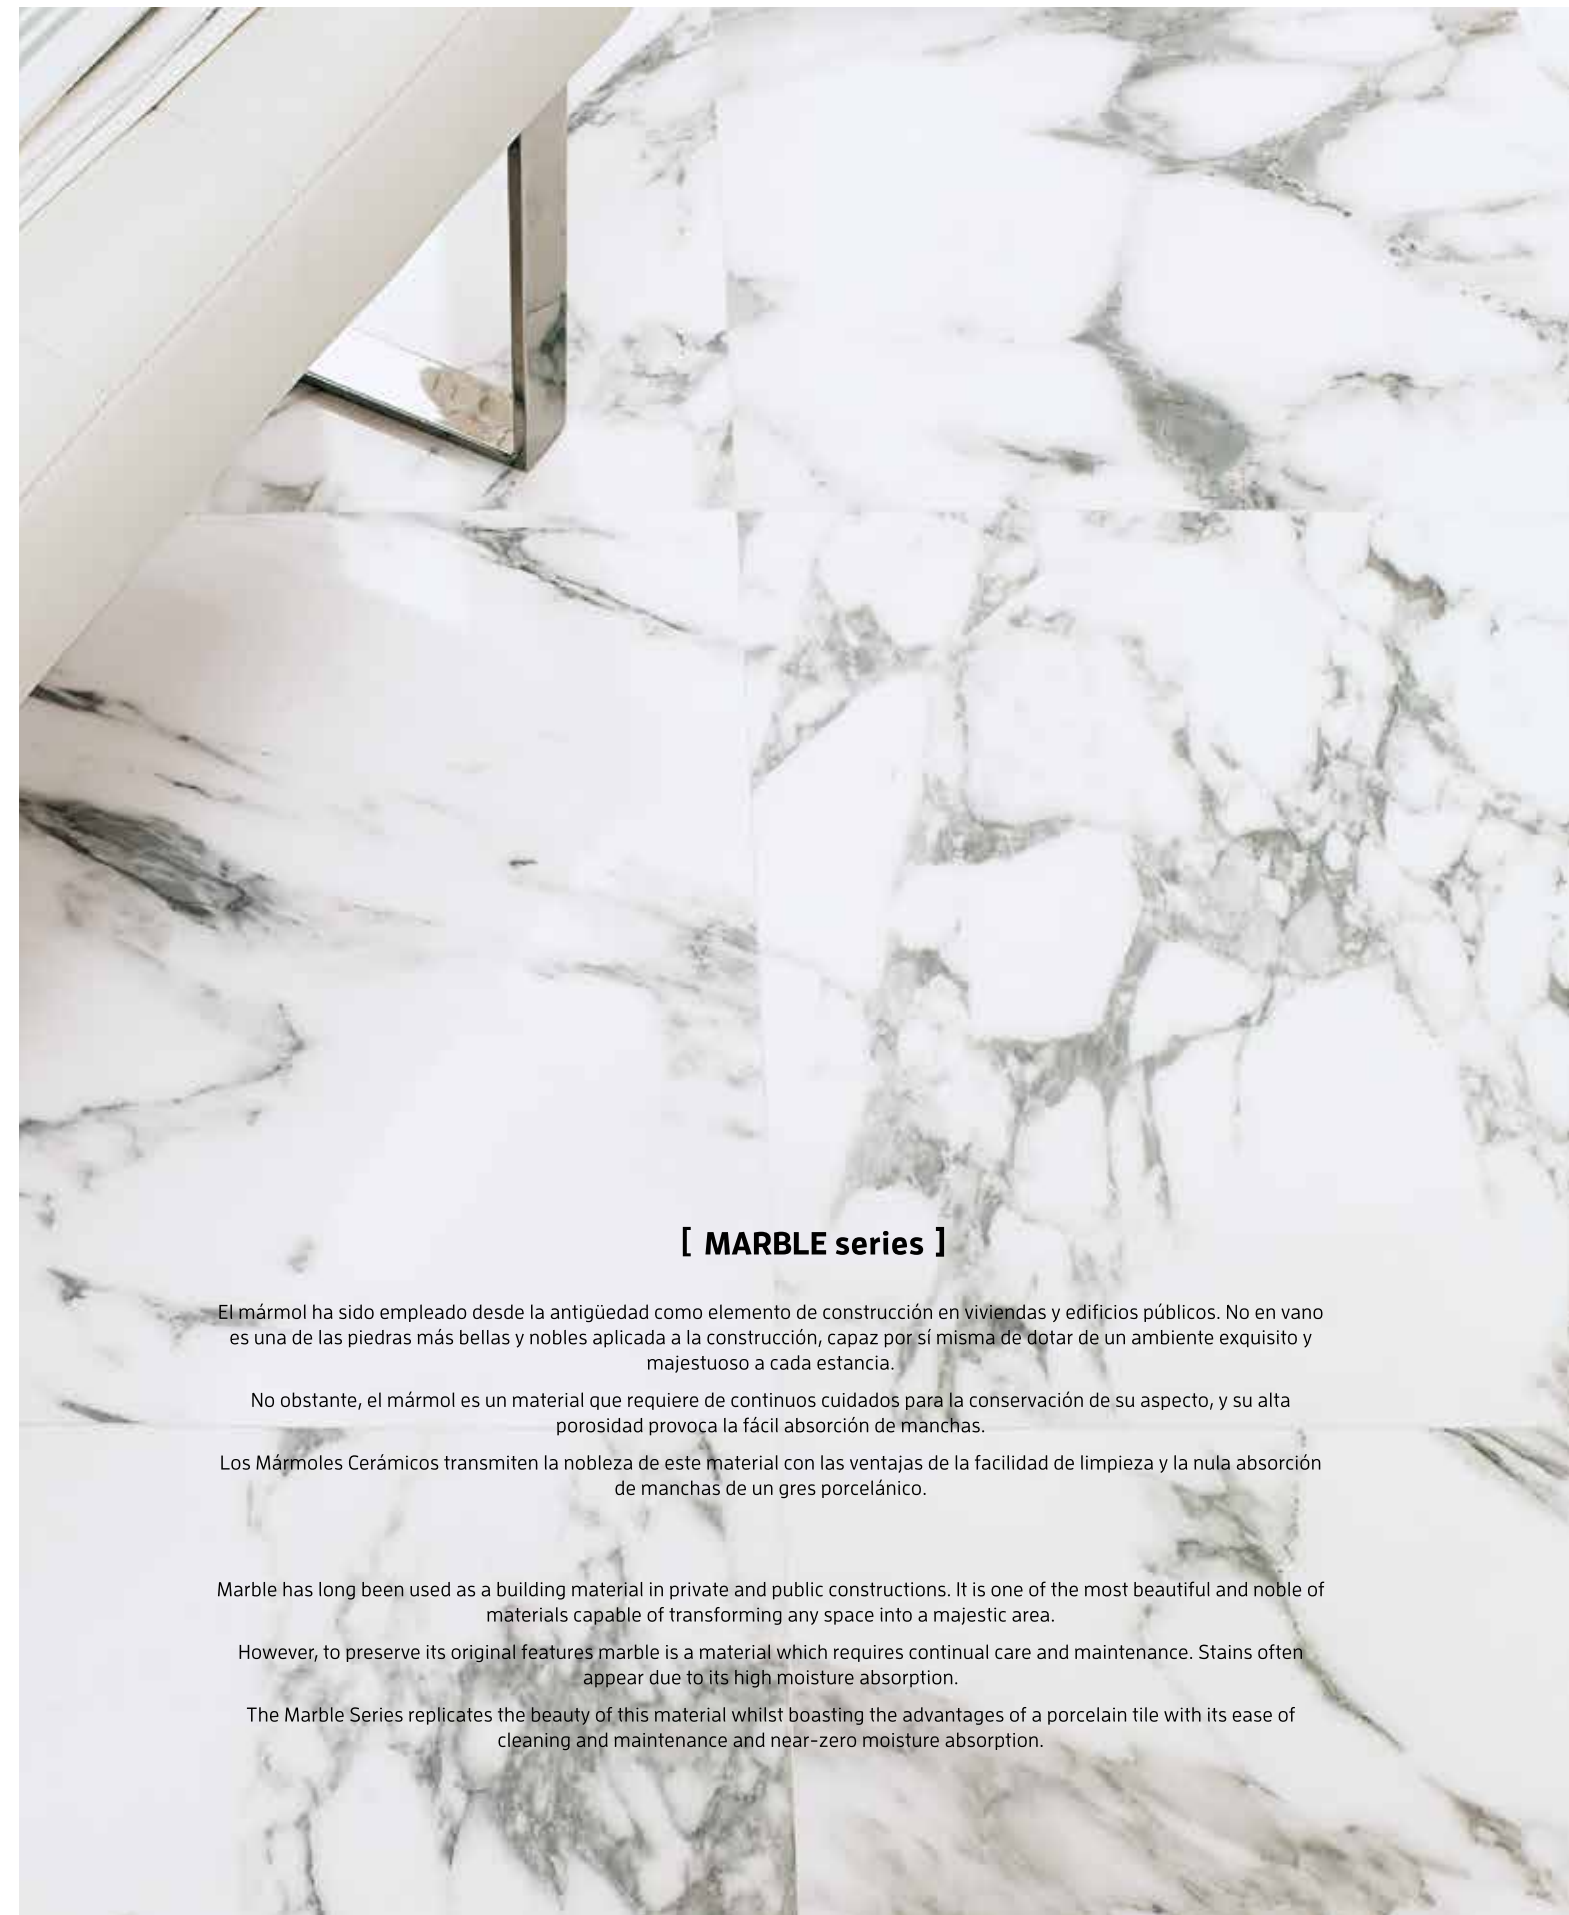 [ MARBLE series ]
El mármol ha sido empleado desde la antigüedad como elemento de construcción en viviendas y edificios públicos. No en vano
es una de las piedras más bellas y nobles aplicada a la construcción, capaz por sí misma de dotar de un ambiente exquisito y
majestuoso a cada estancia.
No obstante, el mármol es un material que requiere de continuos cuidados para la conservación de su aspecto, y su alta
porosidad provoca la fácil absorción de manchas.
Los Mármoles Cerámicos transmiten la nobleza de este material con las ventajas de la facilidad de limpieza y la nula absorción
de manchas de un gres porcelánico.
Marble has long been used as a building material in private and public constructions. It is one of the most beautiful and noble of
materials capable of transforming any space into a majestic area.
However, to preserve its original features marble is a material which requires continual care and maintenance. Stains often
appear due to its high moisture absorption.
The Marble Series replicates the beauty of this material whilst boasting the advantages of a porcelain tile with its ease of
cleaning and maintenance and near-zero moisture absorption.